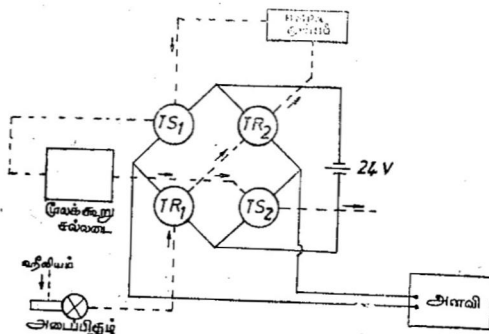 TS1
TR2
24 V
மூலக்கூறு
சல்லடை
TR1
TS2
ஹீலியம்
அடைப்பிதழ்
அளவி